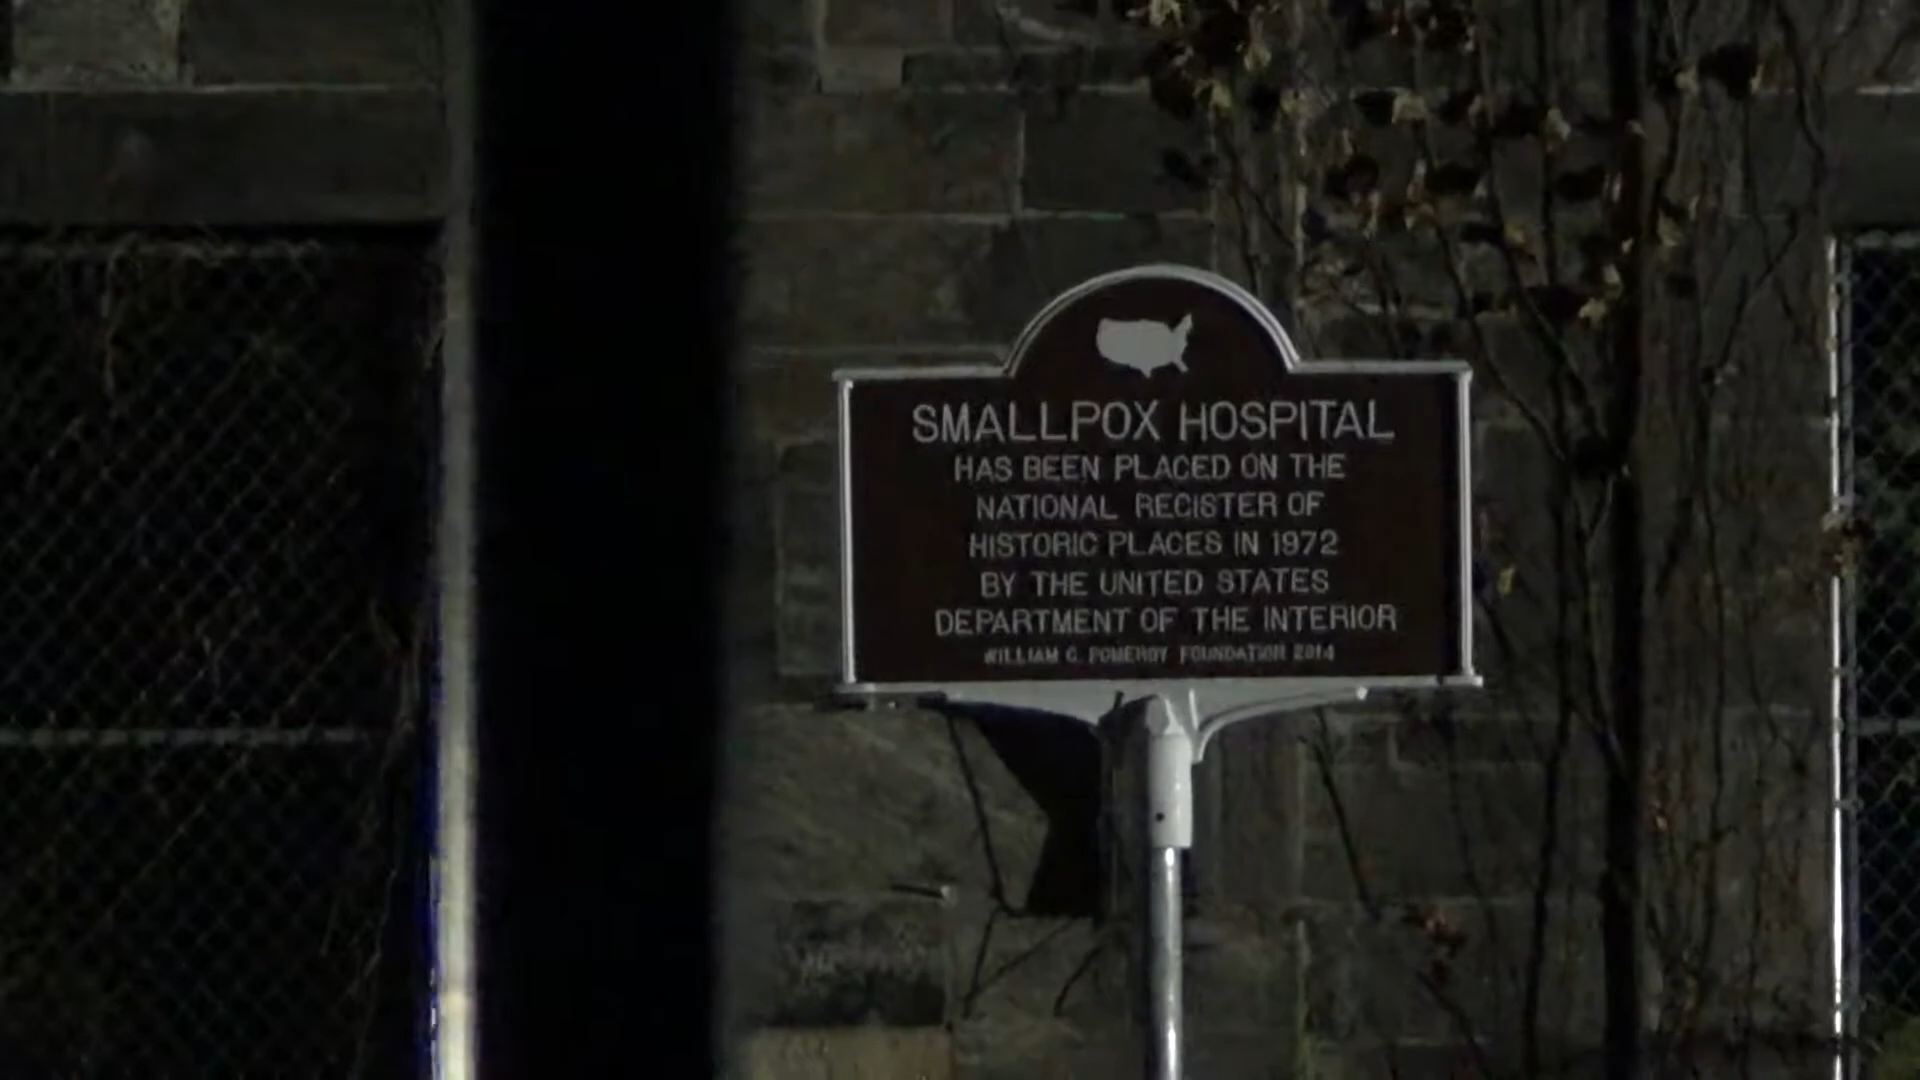 SMALLPOX HOSPITAL
HAS BEEN PLACED ON THE
NATIONAL REGISTER OF
HISTORIC PLACES IN 1972
BY THE UNITED STATES
DEPARTMENT OF THE INTERIOR
WILLIAM G. POMEROY FOUNDATION 2014